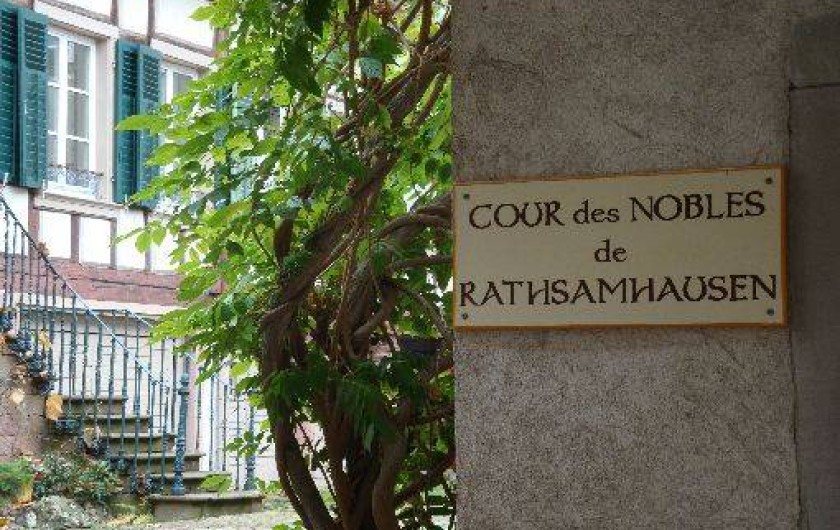 COUR des NOBLES
de
RATHSAMHAUSEN